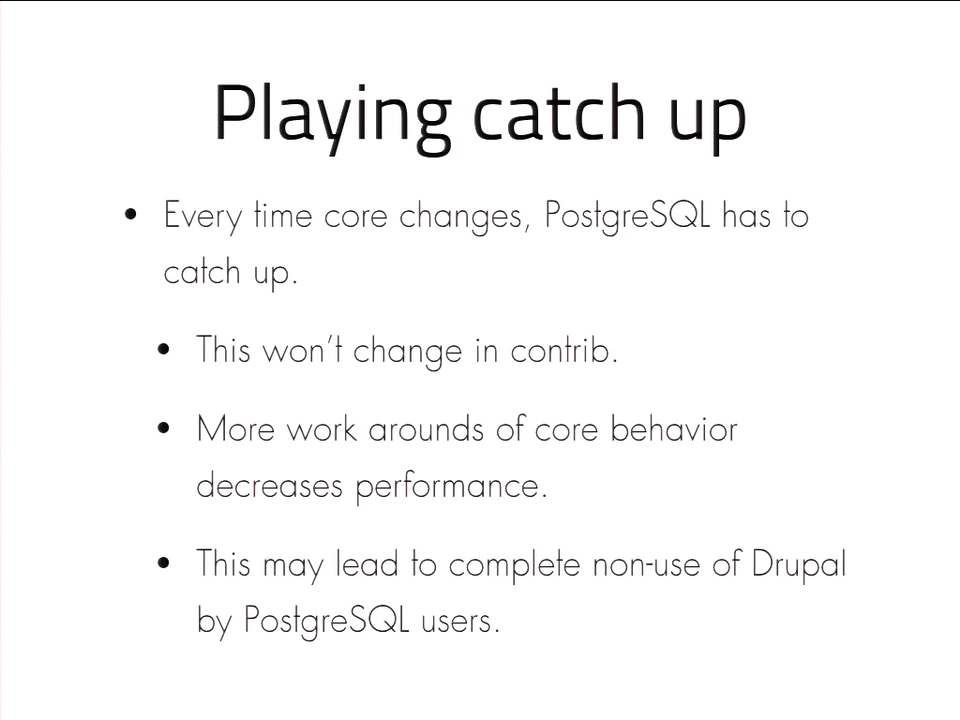 Playing catch up
• Every time core changes, PostgreSQL has to
catch up.
• This won't change in contrib.
• More work arounds of core behavior
decreases performance.
• This may lead to complete non-use of Drupal
by PostgreSQL users.